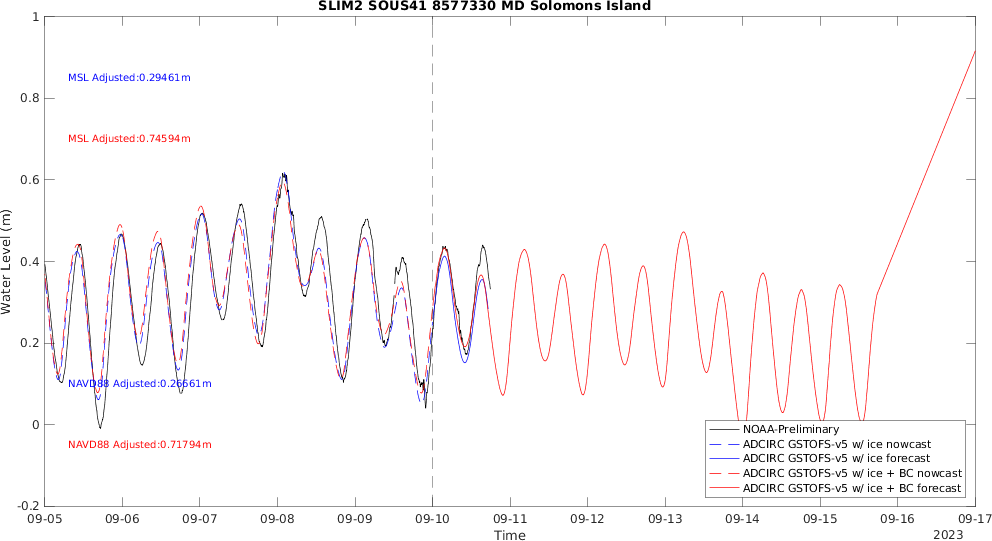 SLIM2 SOUS41 8577330 MD Solomons Island
1
0.8
0.6
0.4
0.2
0
-0.2
Water Level (m)
MSL Adjusted:0.29461m
MSL Adjusted:0.74594m
NAVD88 Adjusted:0.26661m
NAVD88 Adjusted:0.71794m
NOAA-Preliminary
ADCIRC GSTOFS-v5 w/ ice nowcast
ADCIRC GSTOFS-v5 w/ ice forecast
ADCIRC GSTOFS-v5 w/ ice + BC nowcast
ADCIRC GSTOFS-v5 w/ ice + BC forecast
09-05 09-06 09-07 09-08 09-09 09-10 09-11 09-12 09-13 09-14 09-15 09-16 09-17
Time
2023